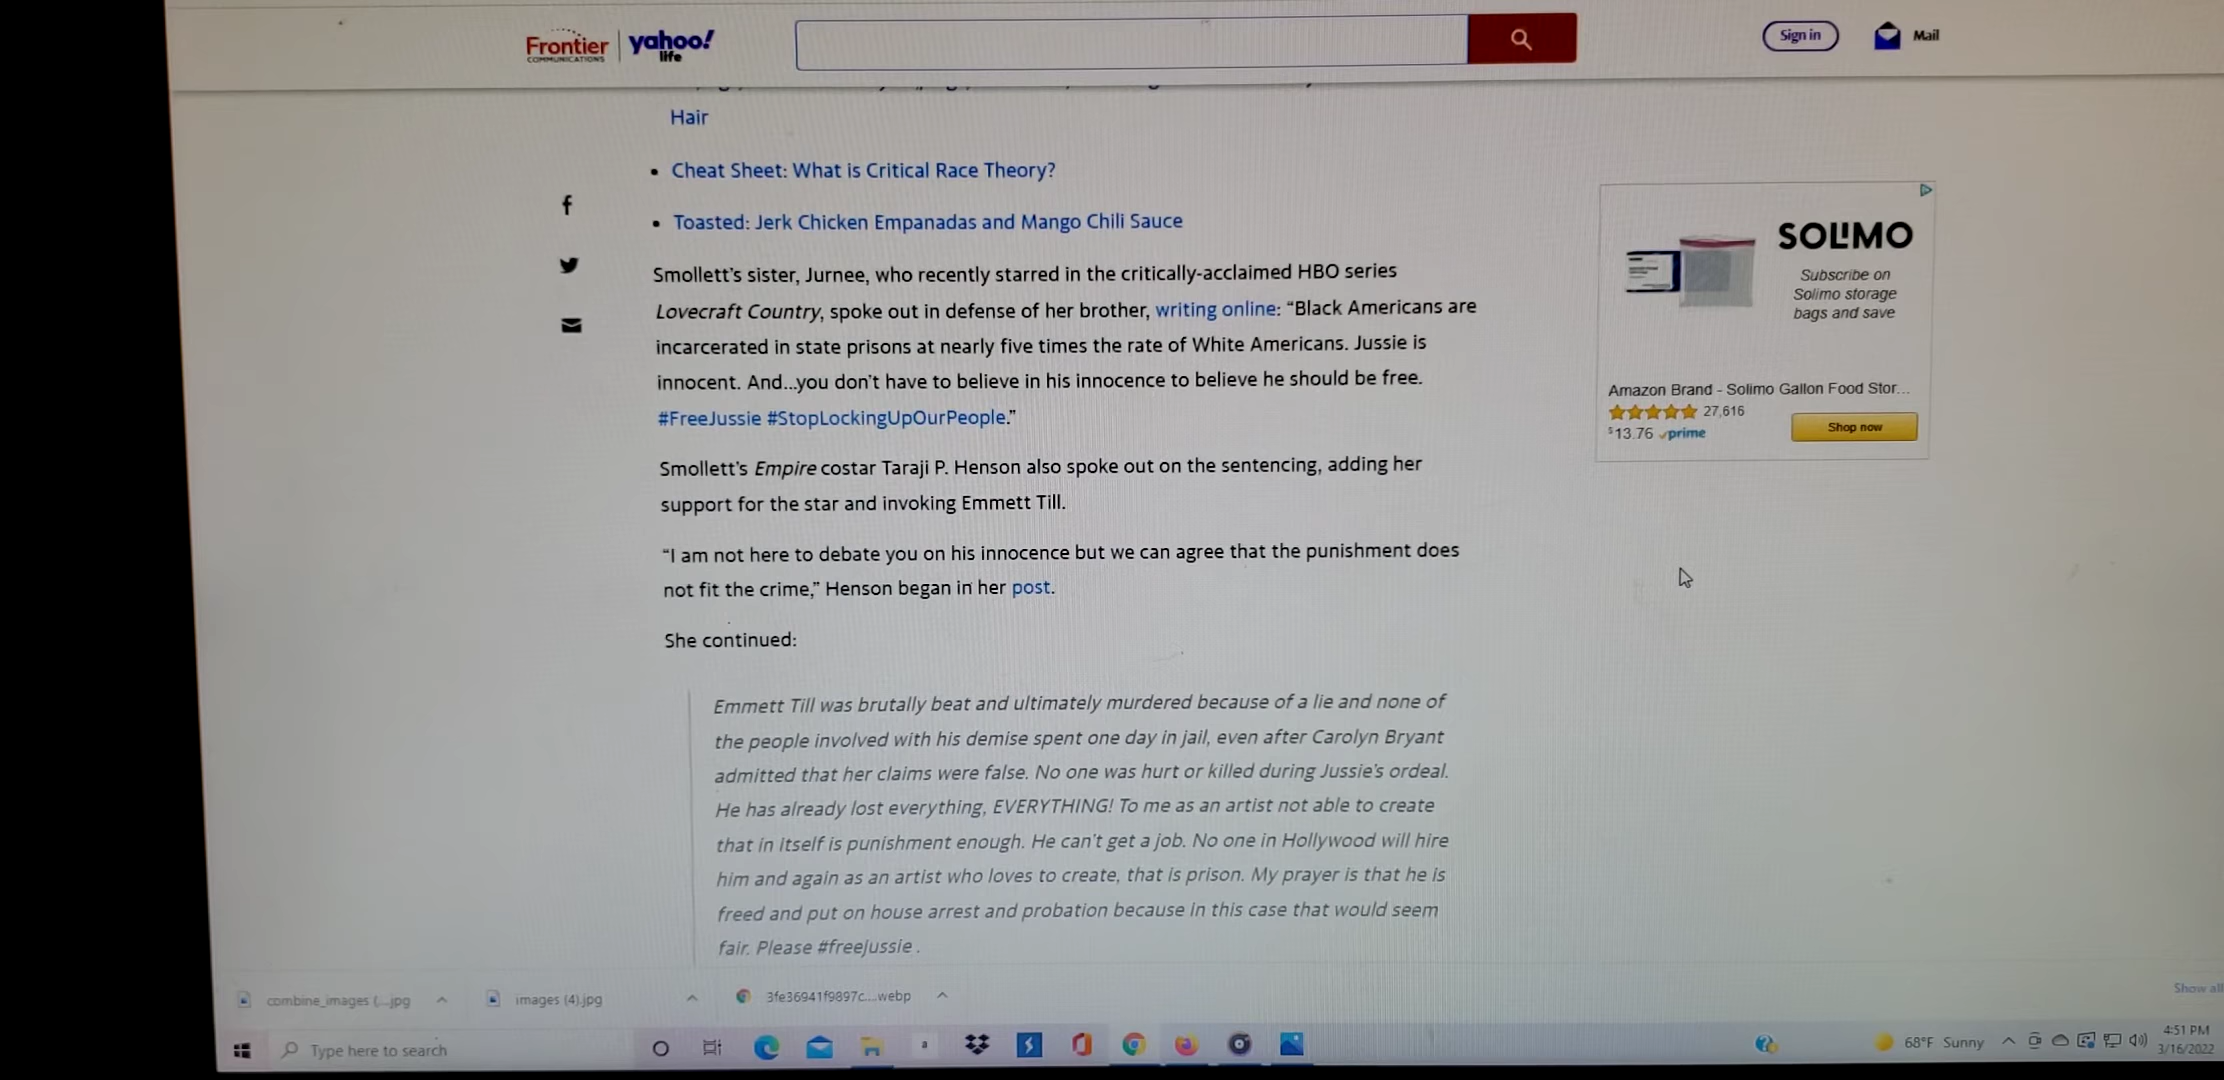 Frontier
COMMUNICATIONS
yahoo!
life
Sign in
Mail
Hair
• Cheat Sheet: What is Critical Race Theory?
• Toasted: Jerk Chicken Empanadas and Mango Chili Sauce
Smollett's sister, Jurnee, who recently starred in the critically-acclaimed HBO series
Lovecraft Country, spoke out in defense of her brother, writing online: “Black Americans are
incarcerated in state prisons at nearly five times the rate of White Americans. Jussie is
innocent. And...you don't have to believe in his innocence to believe he should be free.
#FreeJussie #StopLockingUpOurPeople.”
Smollett's Empire costar Taraji P. Henson also spoke out on the sentencing, adding her
support for the star and invoking Emmett Till.
“I am not here to debate you on his innocence but we can agree that the punishment does
not fit the crime,” Henson began in her post.
She continued:
Emmett Till was brutally beat and ultimately murdered because of a lie and none of
the people involved with his demise spent one day in jail, even after Carolyn Bryant
admitted that her claims were false. No one was hurt or killed during Jussie's ordeal.
He has already lost everything, EVERYTHING! To me as an artist not able to create
that in itself is punishment enough. He can't get a job. No one in Hollywood will hire
him and again as an artist who loves to create, that is prison. My prayer is that he is
freed and put on house arrest and probation because in this case that would seem
fair. Please #freejussie .
SOLIMO
Subscribe on
Solimo storage
bags and save
Amazon Brand - Solimo Gallon Food Stor...
27,616
$13.76 prime
Shop now
combine_images (....jpg
images (4).jpg
3fe36941f9897c....webp
Show all
Type here to search
68°F Sunny
4:51 PM
3/16/2022